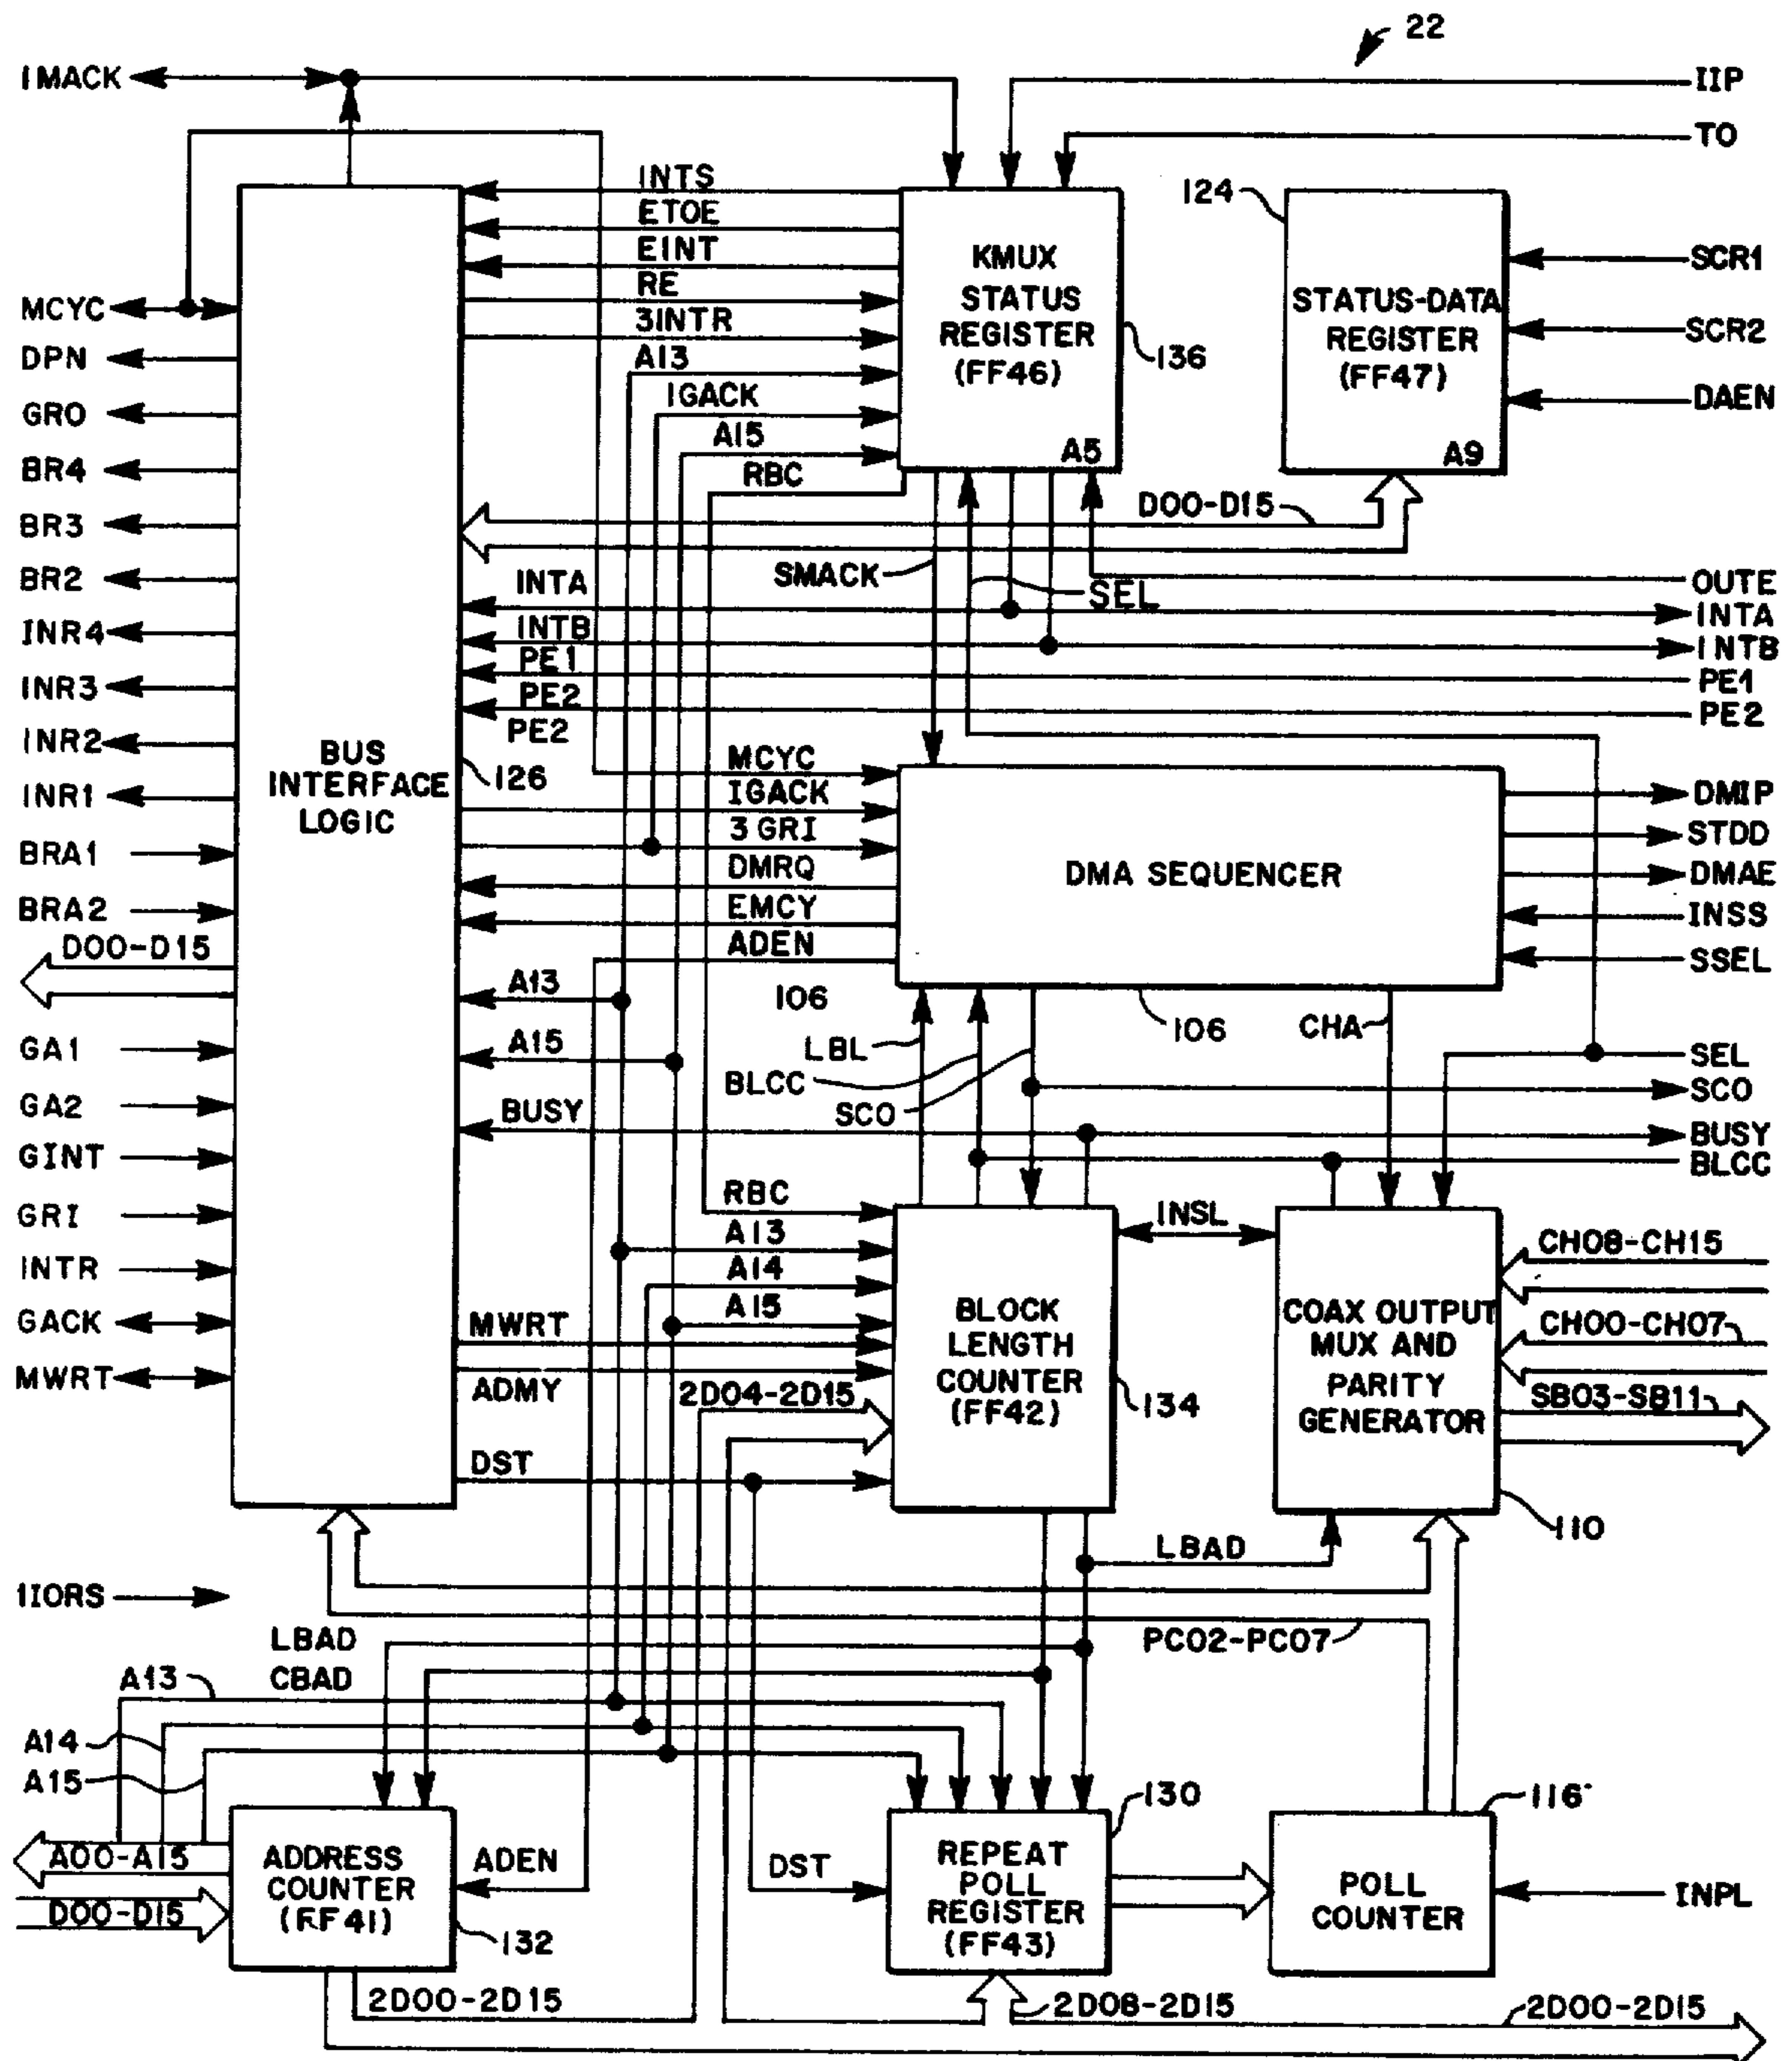 22
IMACK
IIP
TO
INTS
ETOE
EINT
RE
3INTR
A13
IGACK
A15
RBC
KMUX
STATUS
REGISTER
(FF46)
A5
136
124
STATUS-DATA
REGISTER
(FF47)
A9
SCR1
SCR2
DAEN
MCYC
DPN
GRO
BR4
BR3
BR2
INR4
INR3
INR2
INR1
BRA1
BRA2
D00-D15
GA1
GA2
GINT
GRI
INTR
GACK
MWRT
BUS
INTERFACE
LOGIC
126
D00-D15
SMACK
SEL
OUTE
INTA
INTA
INTB
INTB
PE1
PE1
PE2
PE2
PE2
MCYC
IGACK
3 GRI
DMRQ
EMCY
ADEN
DMA SEQUENCER
DMIP
STDD
DMAE
INSS
SSEL
A13
106
106
CHA
A15
LBL
BLCC
SCO
SEL
SCO
BUSY
BUSY
BLCC
RBC
A13
A14
A15
MWRT
ADMY
2D04-2D15
DST
BLOCK
LENGTH
COUNTER
(FF42)
134
INSL
COAX OUTPUT
MUX AND
PARITY
GENERATOR
110
CH08-CH15
CH00-CH07
SB03-SB11
LBAD
1IORS
PC02-PC07
LBAD
CBAD
A13
A14
A15
A00-A15
D00-D15
ADDRESS
COUNTER
(FF41)
132
ADEN
DST
REPEAT
POLL
REGISTER
(FF43)
130
POLL
COUNTER
116
INPL
2D00-2D15
2D08-2D15
2D00-2D15